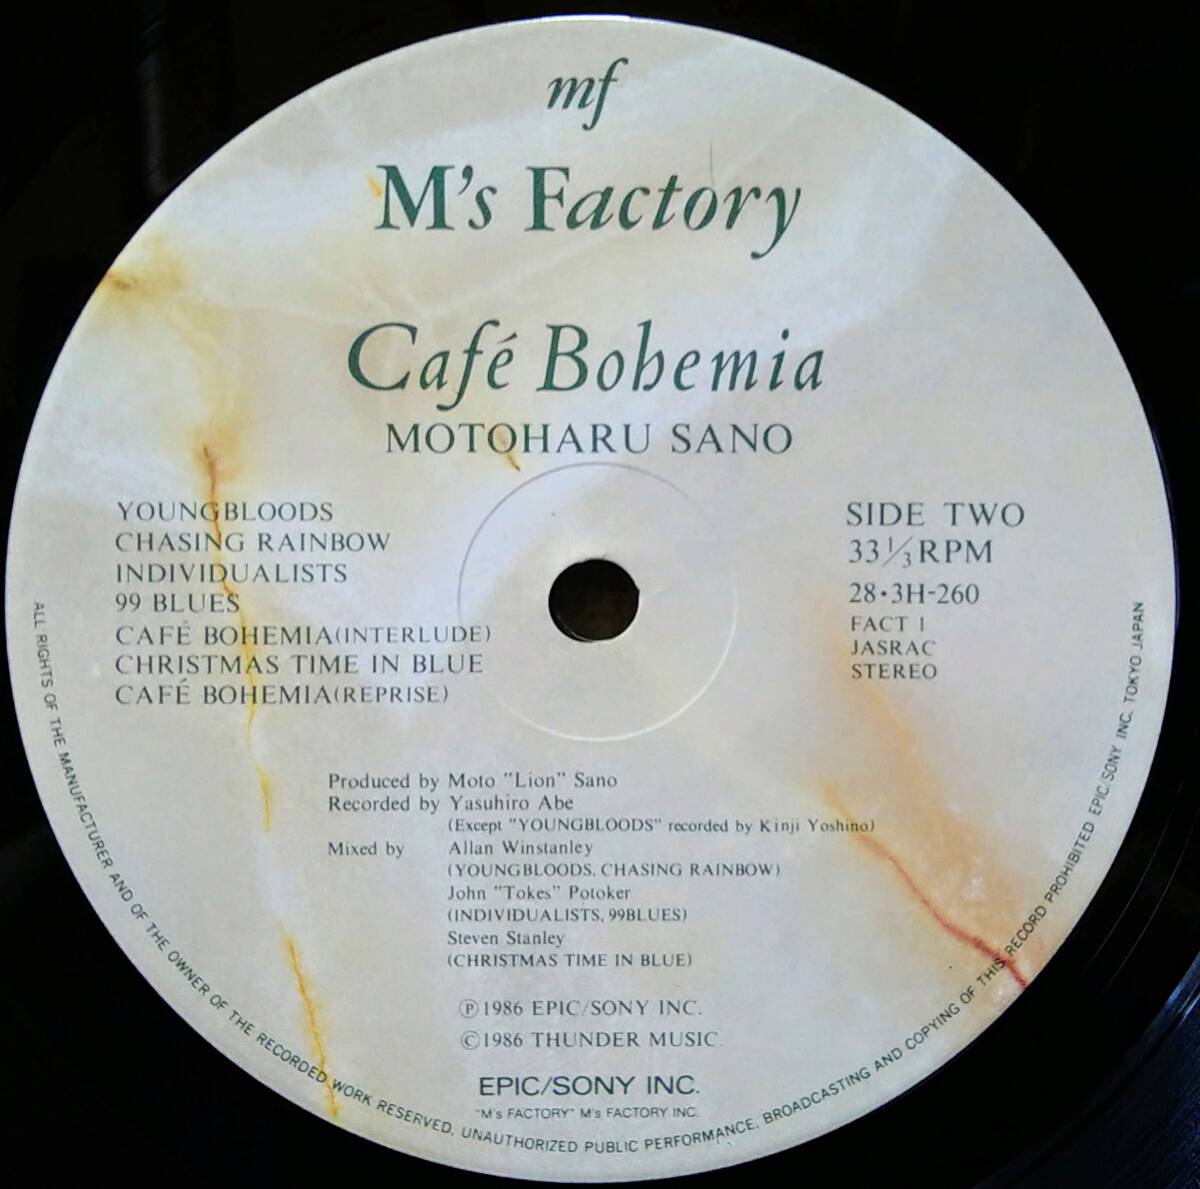 mf
M's Factory
Café Bohemia
MOTOHARU SANO
YOUNGBLOODS
CHASING RAINBOW
INDIVIDUALISTS
99 BLUES
CAFÉ BOHEMIA(INTERLUDE)
CHRISTMAS TIME IN BLUE
CAFÉ BOHEMIA(REPRISE)
SIDE TWO
33 1/3 RPM
28・3H-260
FACT 1
JASRAC
STEREO
Produced by Moto "Lion" Sano
Recorded by Yasuhiro Abe
(Except "YOUNGBLOODS" recorded by Kinji Yoshino)
Mixed by Allan Winstanley
(YOUNGBLOODS, CHASING RAINBOW)
John "Tokes" Potoker
(INDIVIDUALISTS, 99BLUES)
Steven Stanley
(CHRISTMAS TIME IN BLUE)
Ⓟ1986 EPIC/SONY INC.
©1986 THUNDER MUSIC.
EPIC/SONY INC.
"M's FACTORY" M's FACTORY INC.
ALL RIGHTS OF THE MANUFACTURER AND OF THE OWNER OF THE RECORDED WORK RESERVED. UNAUTHORIZED PUBLIC PERFORMANCE, BROADCASTING AND COPYING OF THIS RECORD PROHIBITED EPIC/SONY INC. TOKYO JAPAN